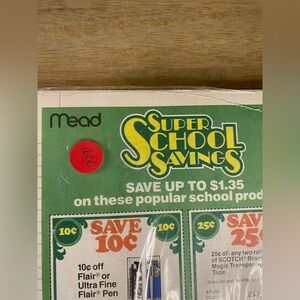 mead
SUPER
SCHOOL
SAVINGS
SAVE UP TO $1.35
on these popular school prod
10¢ SAVE 10¢
10¢
25¢ SAV
25¢
10¢ off
Flair® or
Ultra Fine
Flair® Pen
25¢ off any two rol
of SCOTCH® Bran
Magic Transpare
Tape